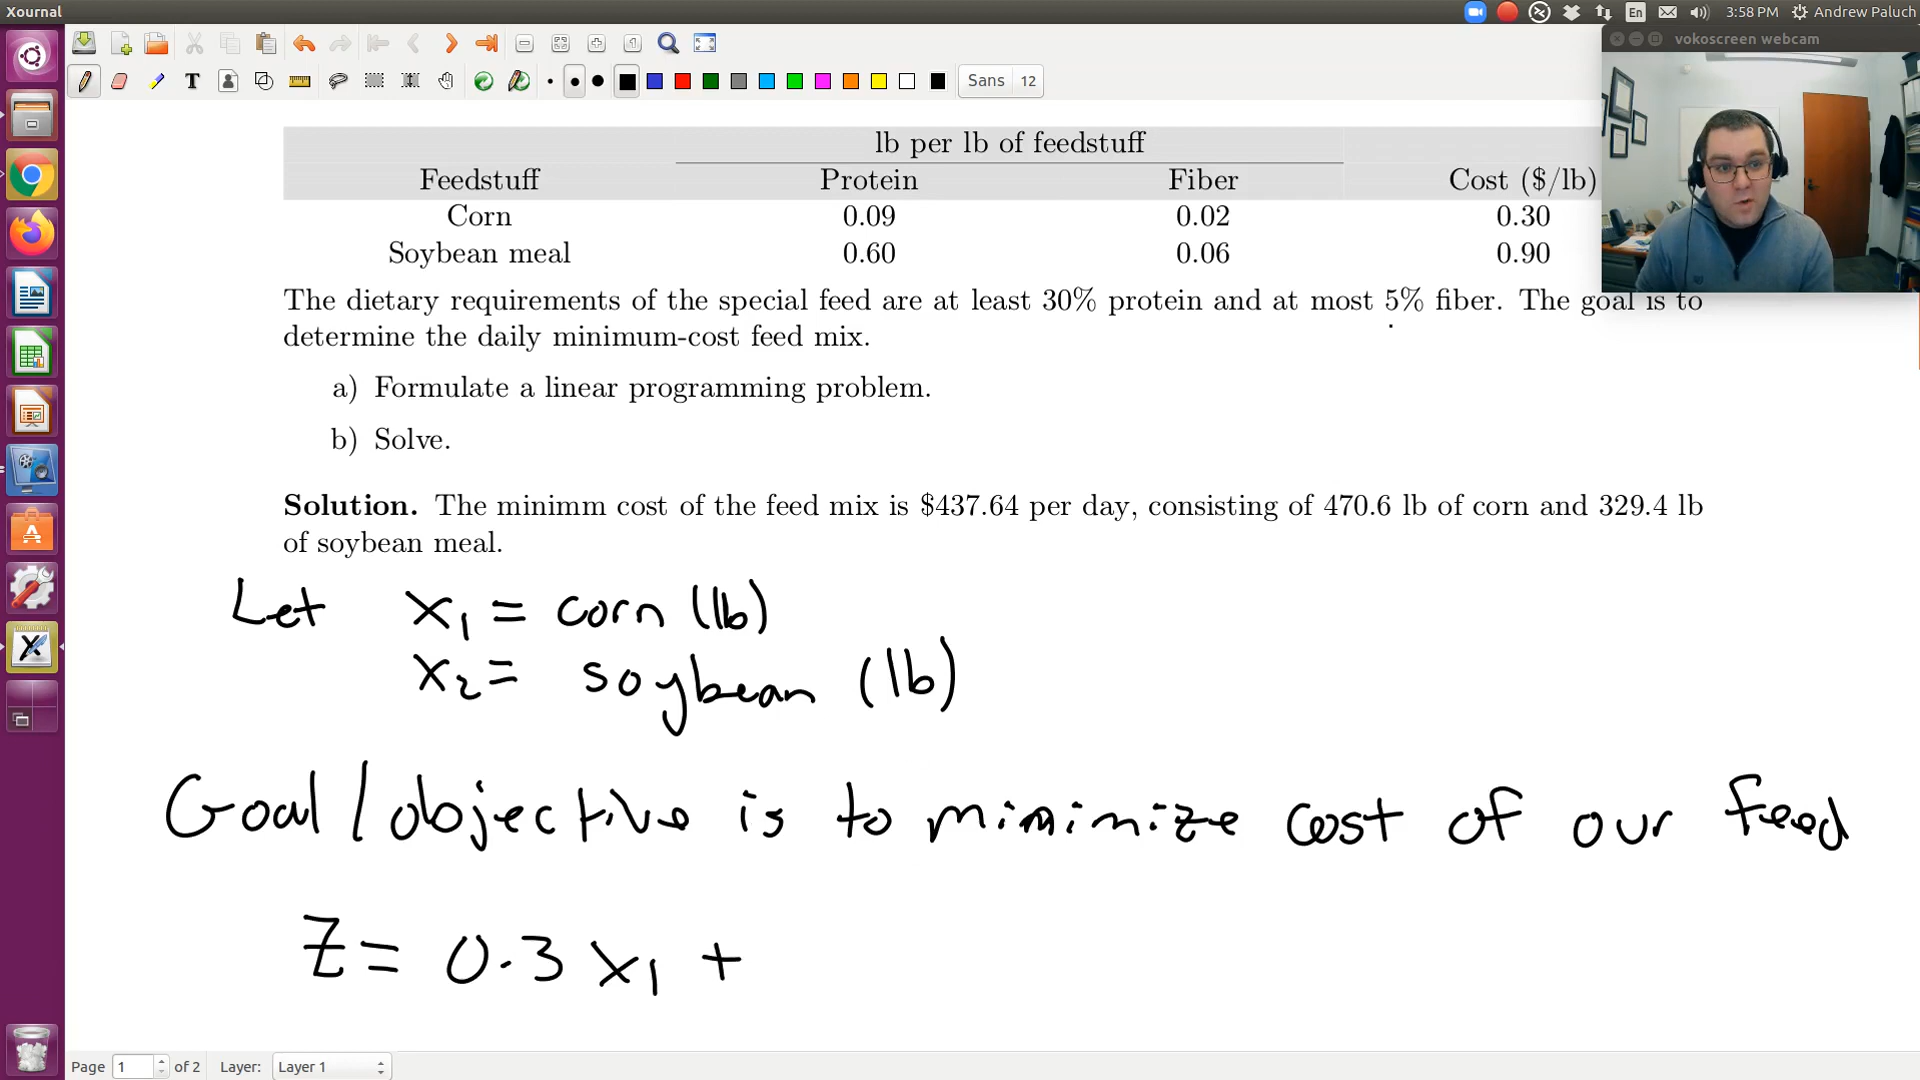 Xournal
En 3:58 PM Andrew Paluch
vokoscreen webcam
T Sans 12
lb per lb of feedstuff
Feedstuff Protein Fiber Cost ($/lb)
Corn 0.09 0.02 0.30
Soybean meal 0.60 0.06 0.90
The dietary requirements of the special feed are at least 30% protein and at most 5% fiber. The goal is to
determine the daily minimum-cost feed mix.
a) Formulate a linear programming problem.
b) Solve.
Solution. The minimm cost of the feed mix is $437.64 per day, consisting of 470.6 lb of corn and 329.4 lb
of soybean meal.
Let x₁ = corn (lb)
x₂ = soybean (lb)
Goal/objective is to minimize cost of our feed
Z = 0.3 x₁ +
Page 1 of 2 Layer: Layer 1